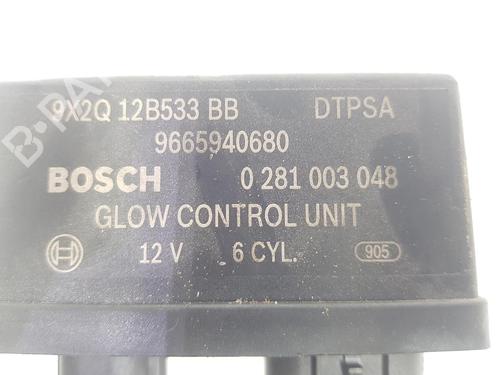 9X2Q 12B533 BB DTPSA
9665940680
BOSCH 0 281 003 048
GLOW CONTROL UNIT
12 V 6 CYL. 905